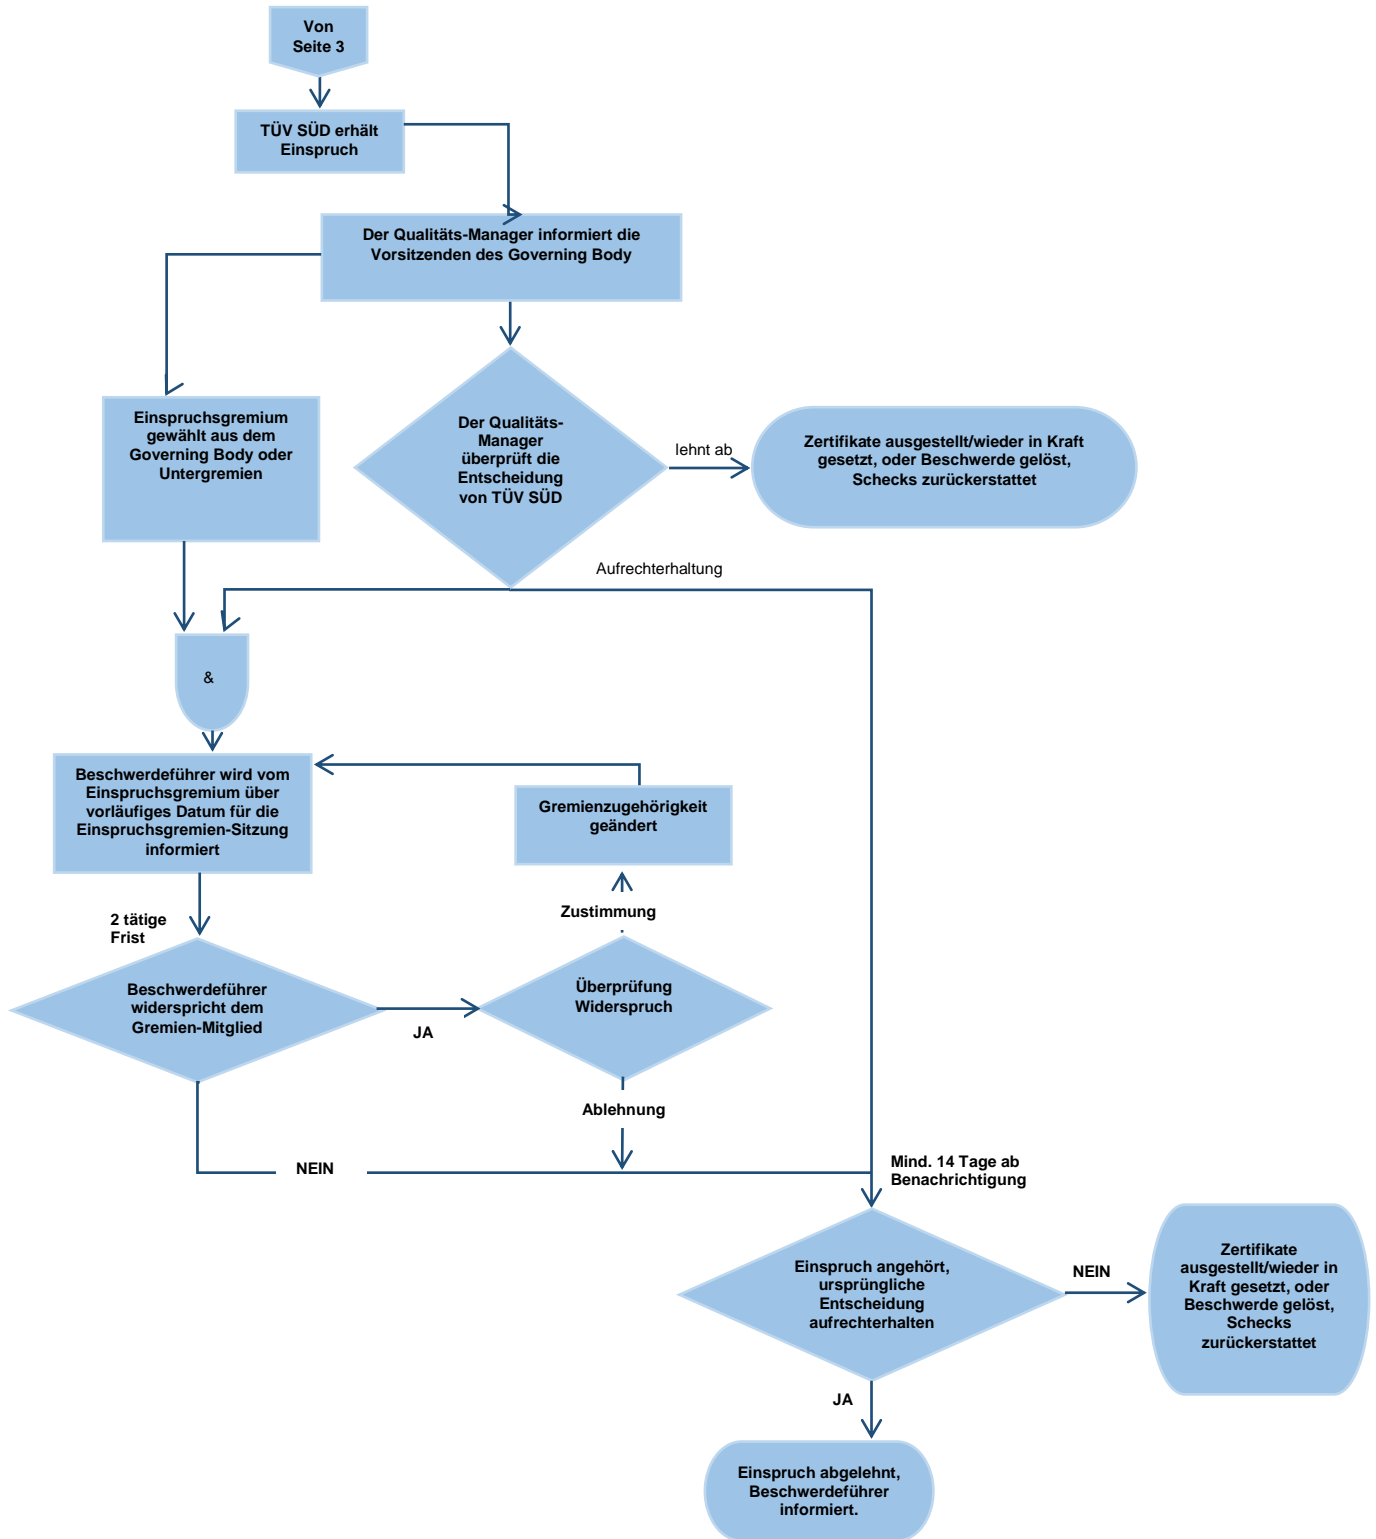 Von
Seite 3
TÜV SÜD erhält
Einspruch
Der Qualitäts-Manager informiert die
Vorsitzenden des Governing Body
Einspruchsgremium
gewählt aus dem
Governing Body oder
Untergremien
Der Qualitäts-
Manager
überprüft die
Entscheidung
von TÜV SÜD
lehnt ab
Zertifikate ausgestellt/wieder in Kraft
gesetzt, oder Beschwerde gelöst,
Schecks zurückerstattet
Aufrechterhaltung
&
Beschwerdeführer wird vom
Einspruchsgremium über
vorläufiges Datum für die
Einspruchsgremien-Sitzung
informiert
Gremienzugehörigkeit
geändert
2 tätige
Frist
Zustimmung
Beschwerdeführer
widerspricht dem
Gremien-Mitglied
JA
Überprüfung
Widerspruch
Ablehnung
NEIN
Mind. 14 Tage ab
Benachrichtigung
Einspruch angehört,
ursprüngliche
Entscheidung
aufrechterhalten
NEIN
Zertifikate
ausgestellt/wieder in
Kraft gesetzt, oder
Beschwerde gelöst,
Schecks
zurückerstattet
JA
Einspruch abgelehnt,
Beschwerdeführer
informiert.